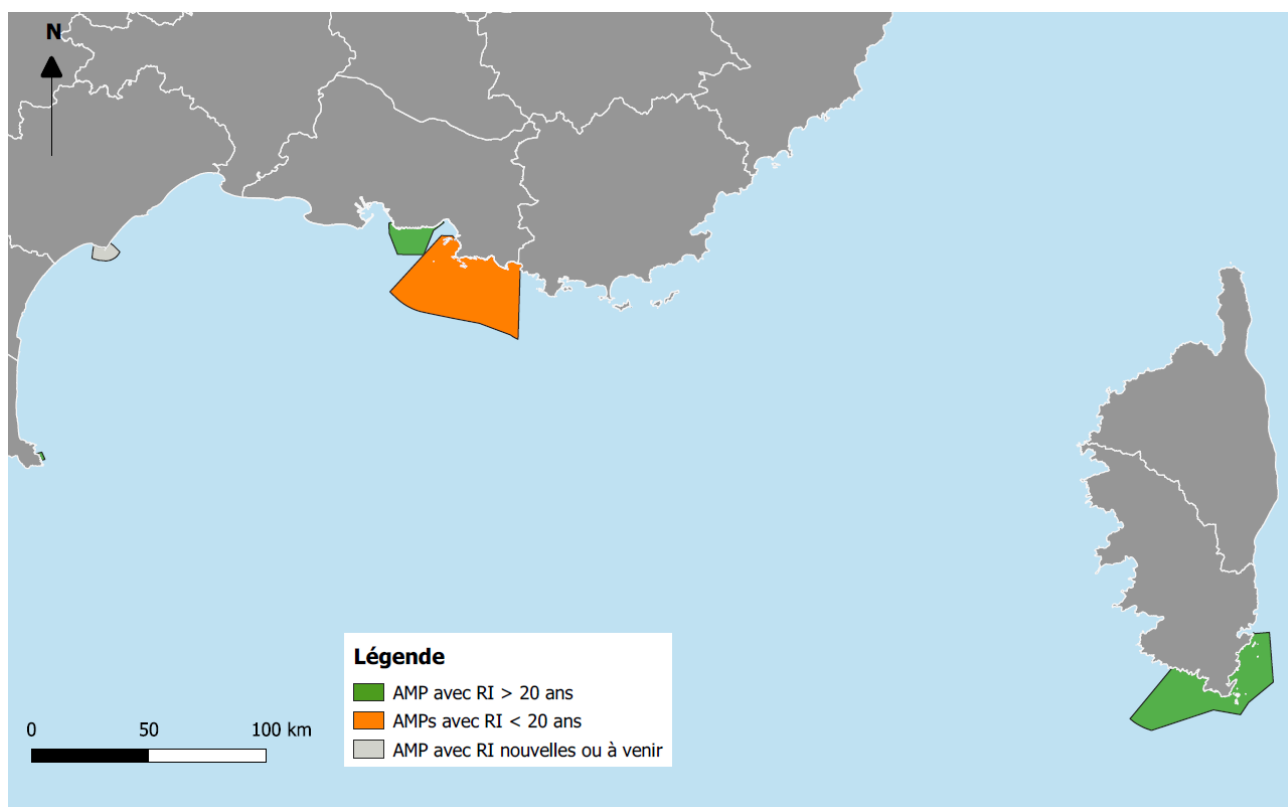 N
Légende
AMP avec RI > 20 ans
AMPs avec RI < 20 ans
AMP avec RI nouvelles ou à venir
0 50 100 km